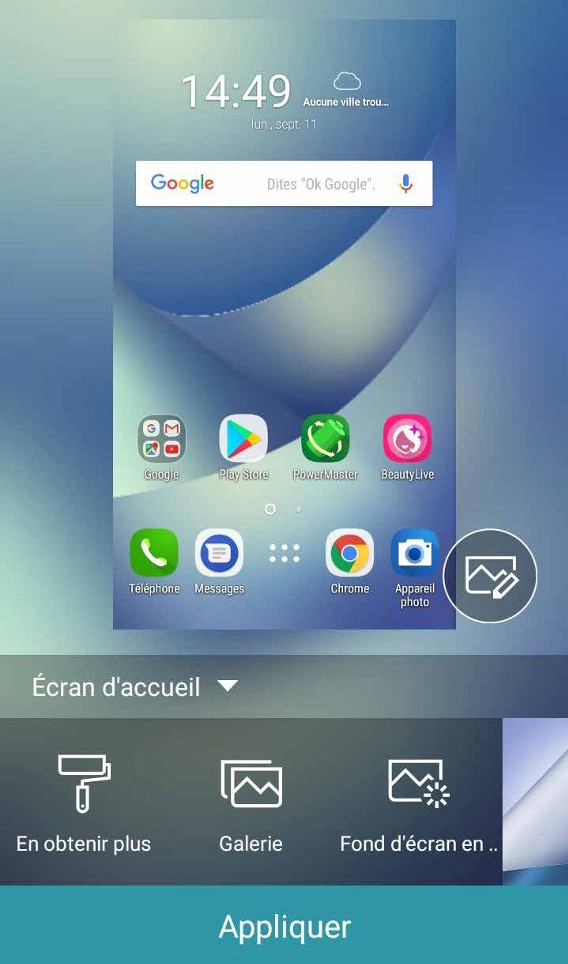 14:49
Aucune ville trou...
lun., sept. 11
Google
Dites "Ok Google".
Google
Play Store
PowerMaster
BeautyLive
Téléphone
Messages
Chrome
Appareil
photo
Écran d'accueil
En obtenir plus
Galerie
Fond d'écran en ..
Appliquer